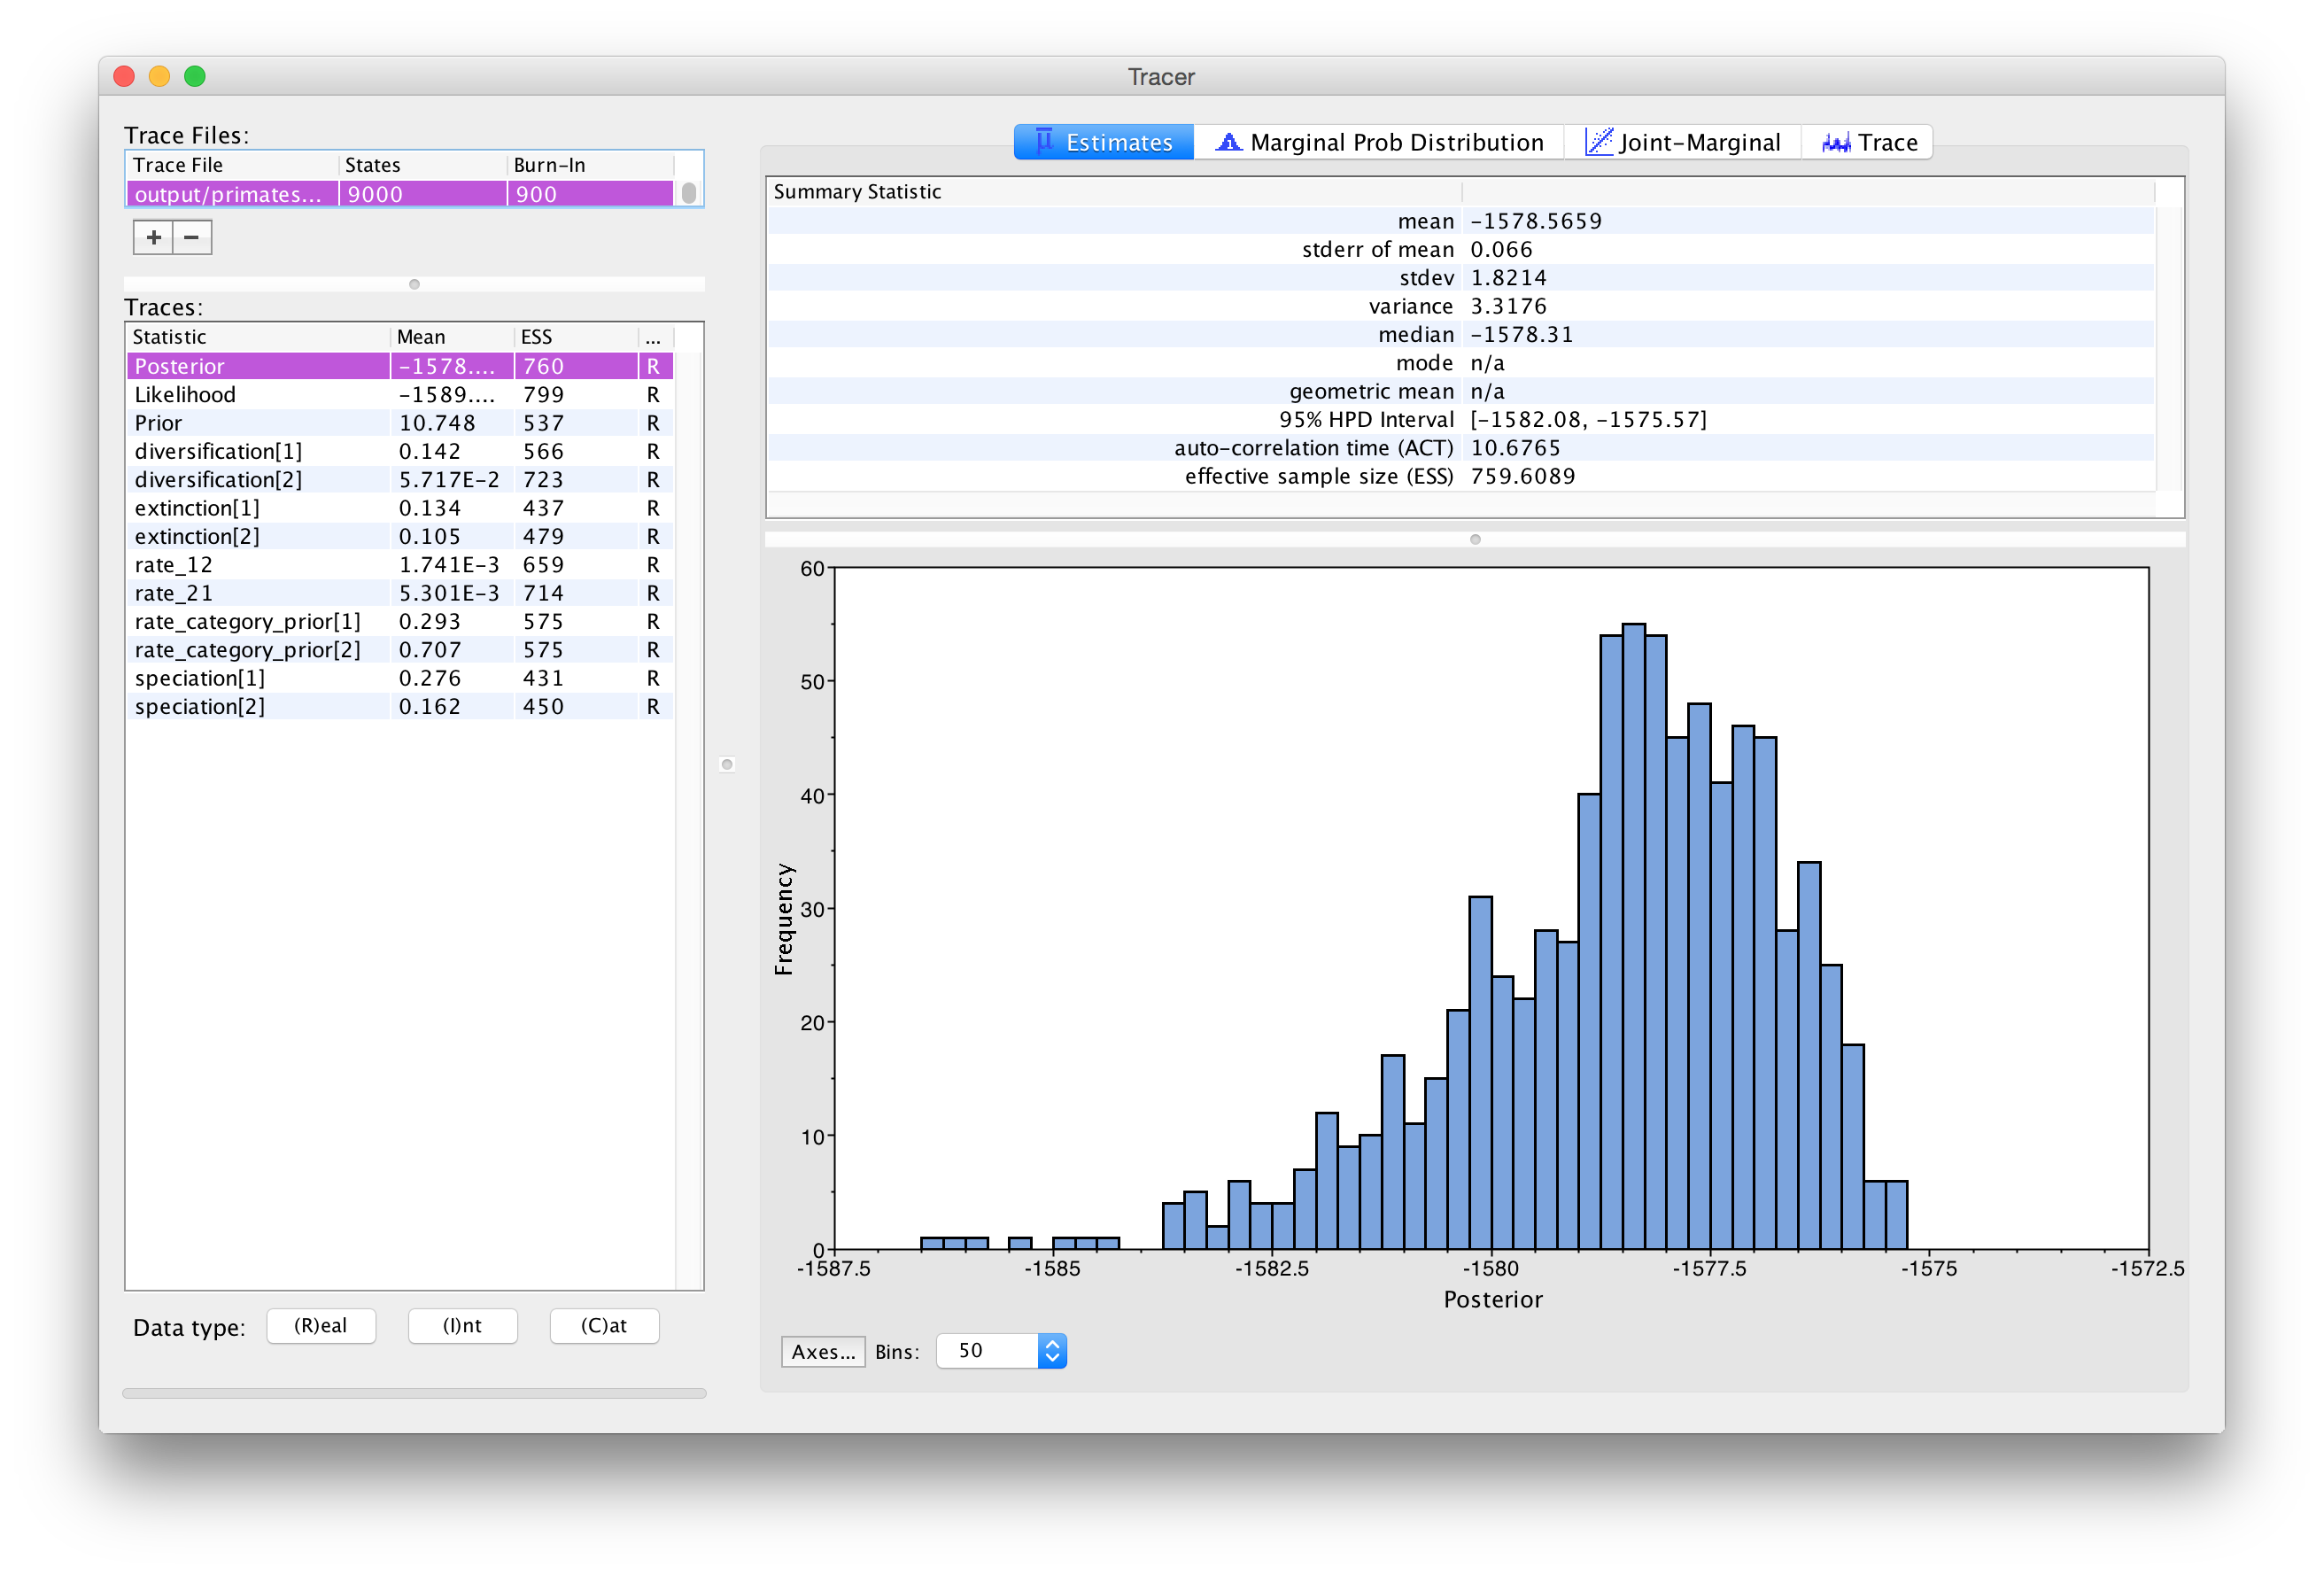 Tracer
Trace Files:
Trace File States Burn-In
output/primates... 9000 900
+ −
Traces:
Statistic Mean ESS ...
Posterior -1578.... 760 R
Likelihood -1589.... 799 R
Prior 10.748 537 R
diversification[1] 0.142 566 R
diversification[2] 5.717E-2 723 R
extinction[1] 0.134 437 R
extinction[2] 0.105 479 R
rate_12 1.741E-3 659 R
rate_21 5.301E-3 714 R
rate_category_prior[1] 0.293 575 R
rate_category_prior[2] 0.707 575 R
speciation[1] 0.276 431 R
speciation[2] 0.162 450 R
Data type: (R)eal (I)nt (C)at
Estimates Marginal Prob Distribution Joint-Marginal Trace
Summary Statistic
mean -1578.5659
stderr of mean 0.066
stdev 1.8214
variance 3.3176
median -1578.31
mode n/a
geometric mean n/a
95% HPD Interval [-1582.08, -1575.57]
auto-correlation time (ACT) 10.6765
effective sample size (ESS) 759.6089
60
50
40
30
20
10
0
Frequency
-1587.5 -1585 -1582.5 -1580 -1577.5 -1575 -1572.5
Posterior
Axes... Bins: 50